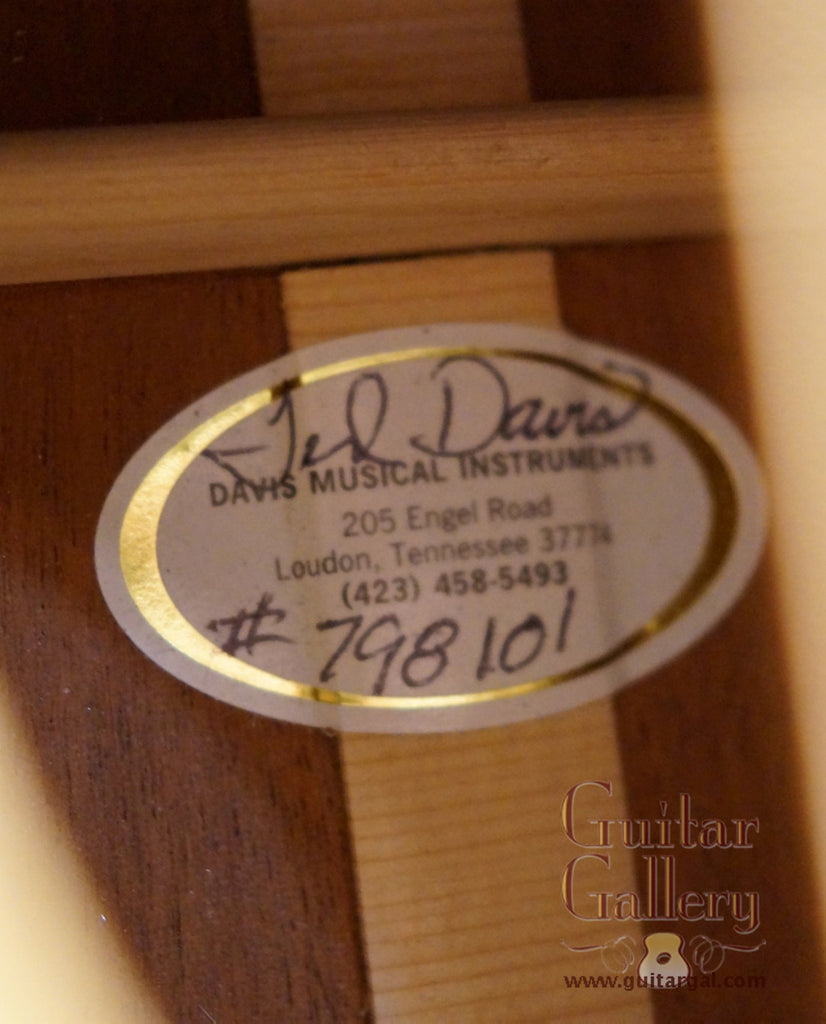 Ted Davis
DAVIS MUSICAL INSTRUMENTS
205 Engel Road
Loudon, Tennessee 37774
(423) 458-5493
# 798101
Guitar
Gallery
www.guitargal.com